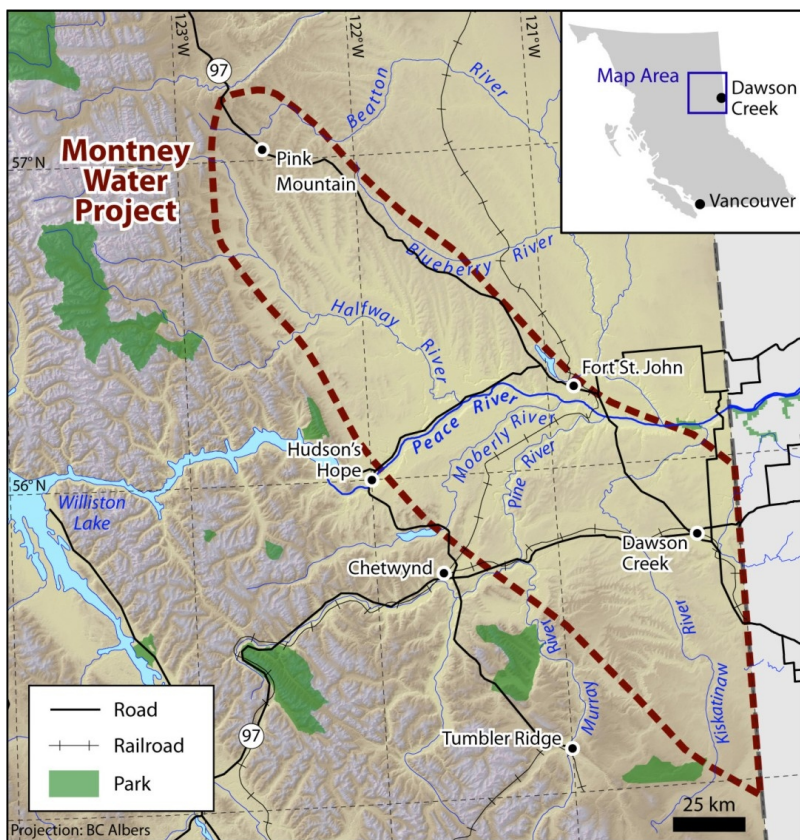 123°W
122°W
121°W
97
Beatton
River
Map Area
Dawson
Creek
Vancouver
57°N
Montney
Water
Project
Pink
Mountain
Blueberry
River
Halfway
River
Fort St. John
Peace River
Moberly River
Hudson's
Hope
Pine
River
56°N
Williston
Lake
Dawson
Creek
Chetwynd
River
Murray
River
Kiskatinaw
Tumbler Ridge
97
Road
Railroad
Park
25 km
Projection: BC Albers